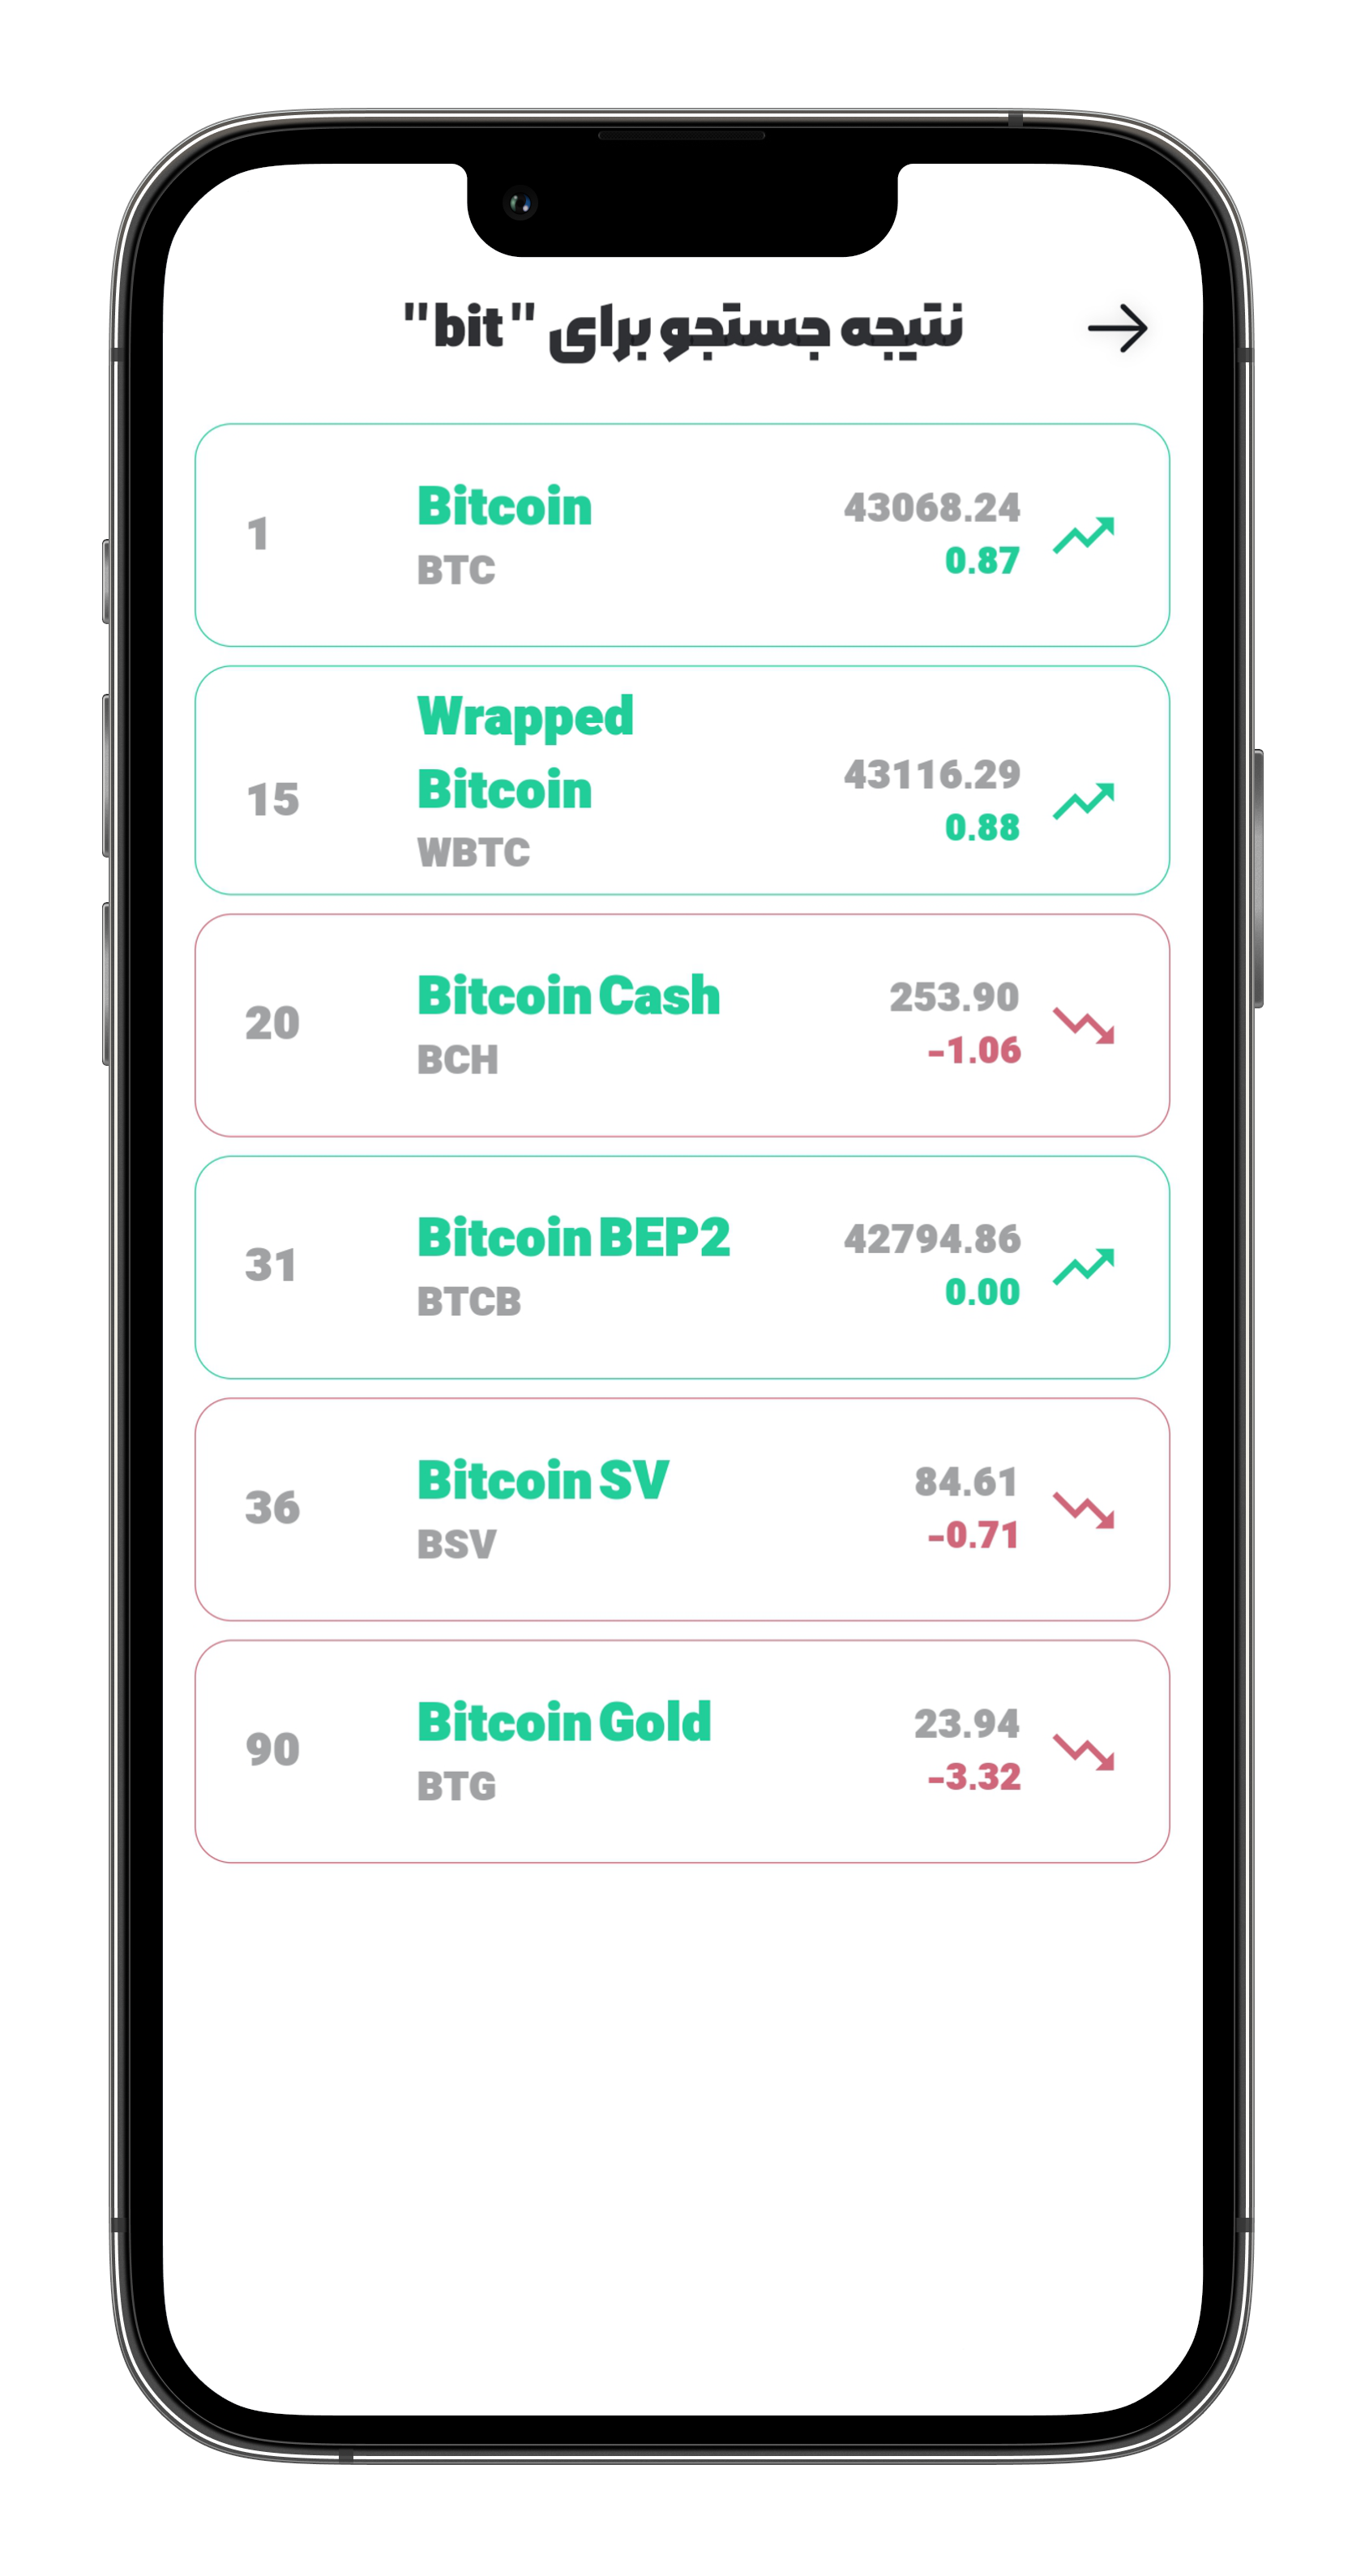 نتیجه جستجو برای "bit"
1
Bitcoin
BTC
43068.24
0.87
15
Wrapped
Bitcoin
WBTC
43116.29
0.88
20
Bitcoin Cash
BCH
253.90
-1.06
31
Bitcoin BEP2
BTCB
42794.86
0.00
36
Bitcoin SV
BSV
84.61
-0.71
90
Bitcoin Gold
BTG
23.94
-3.32